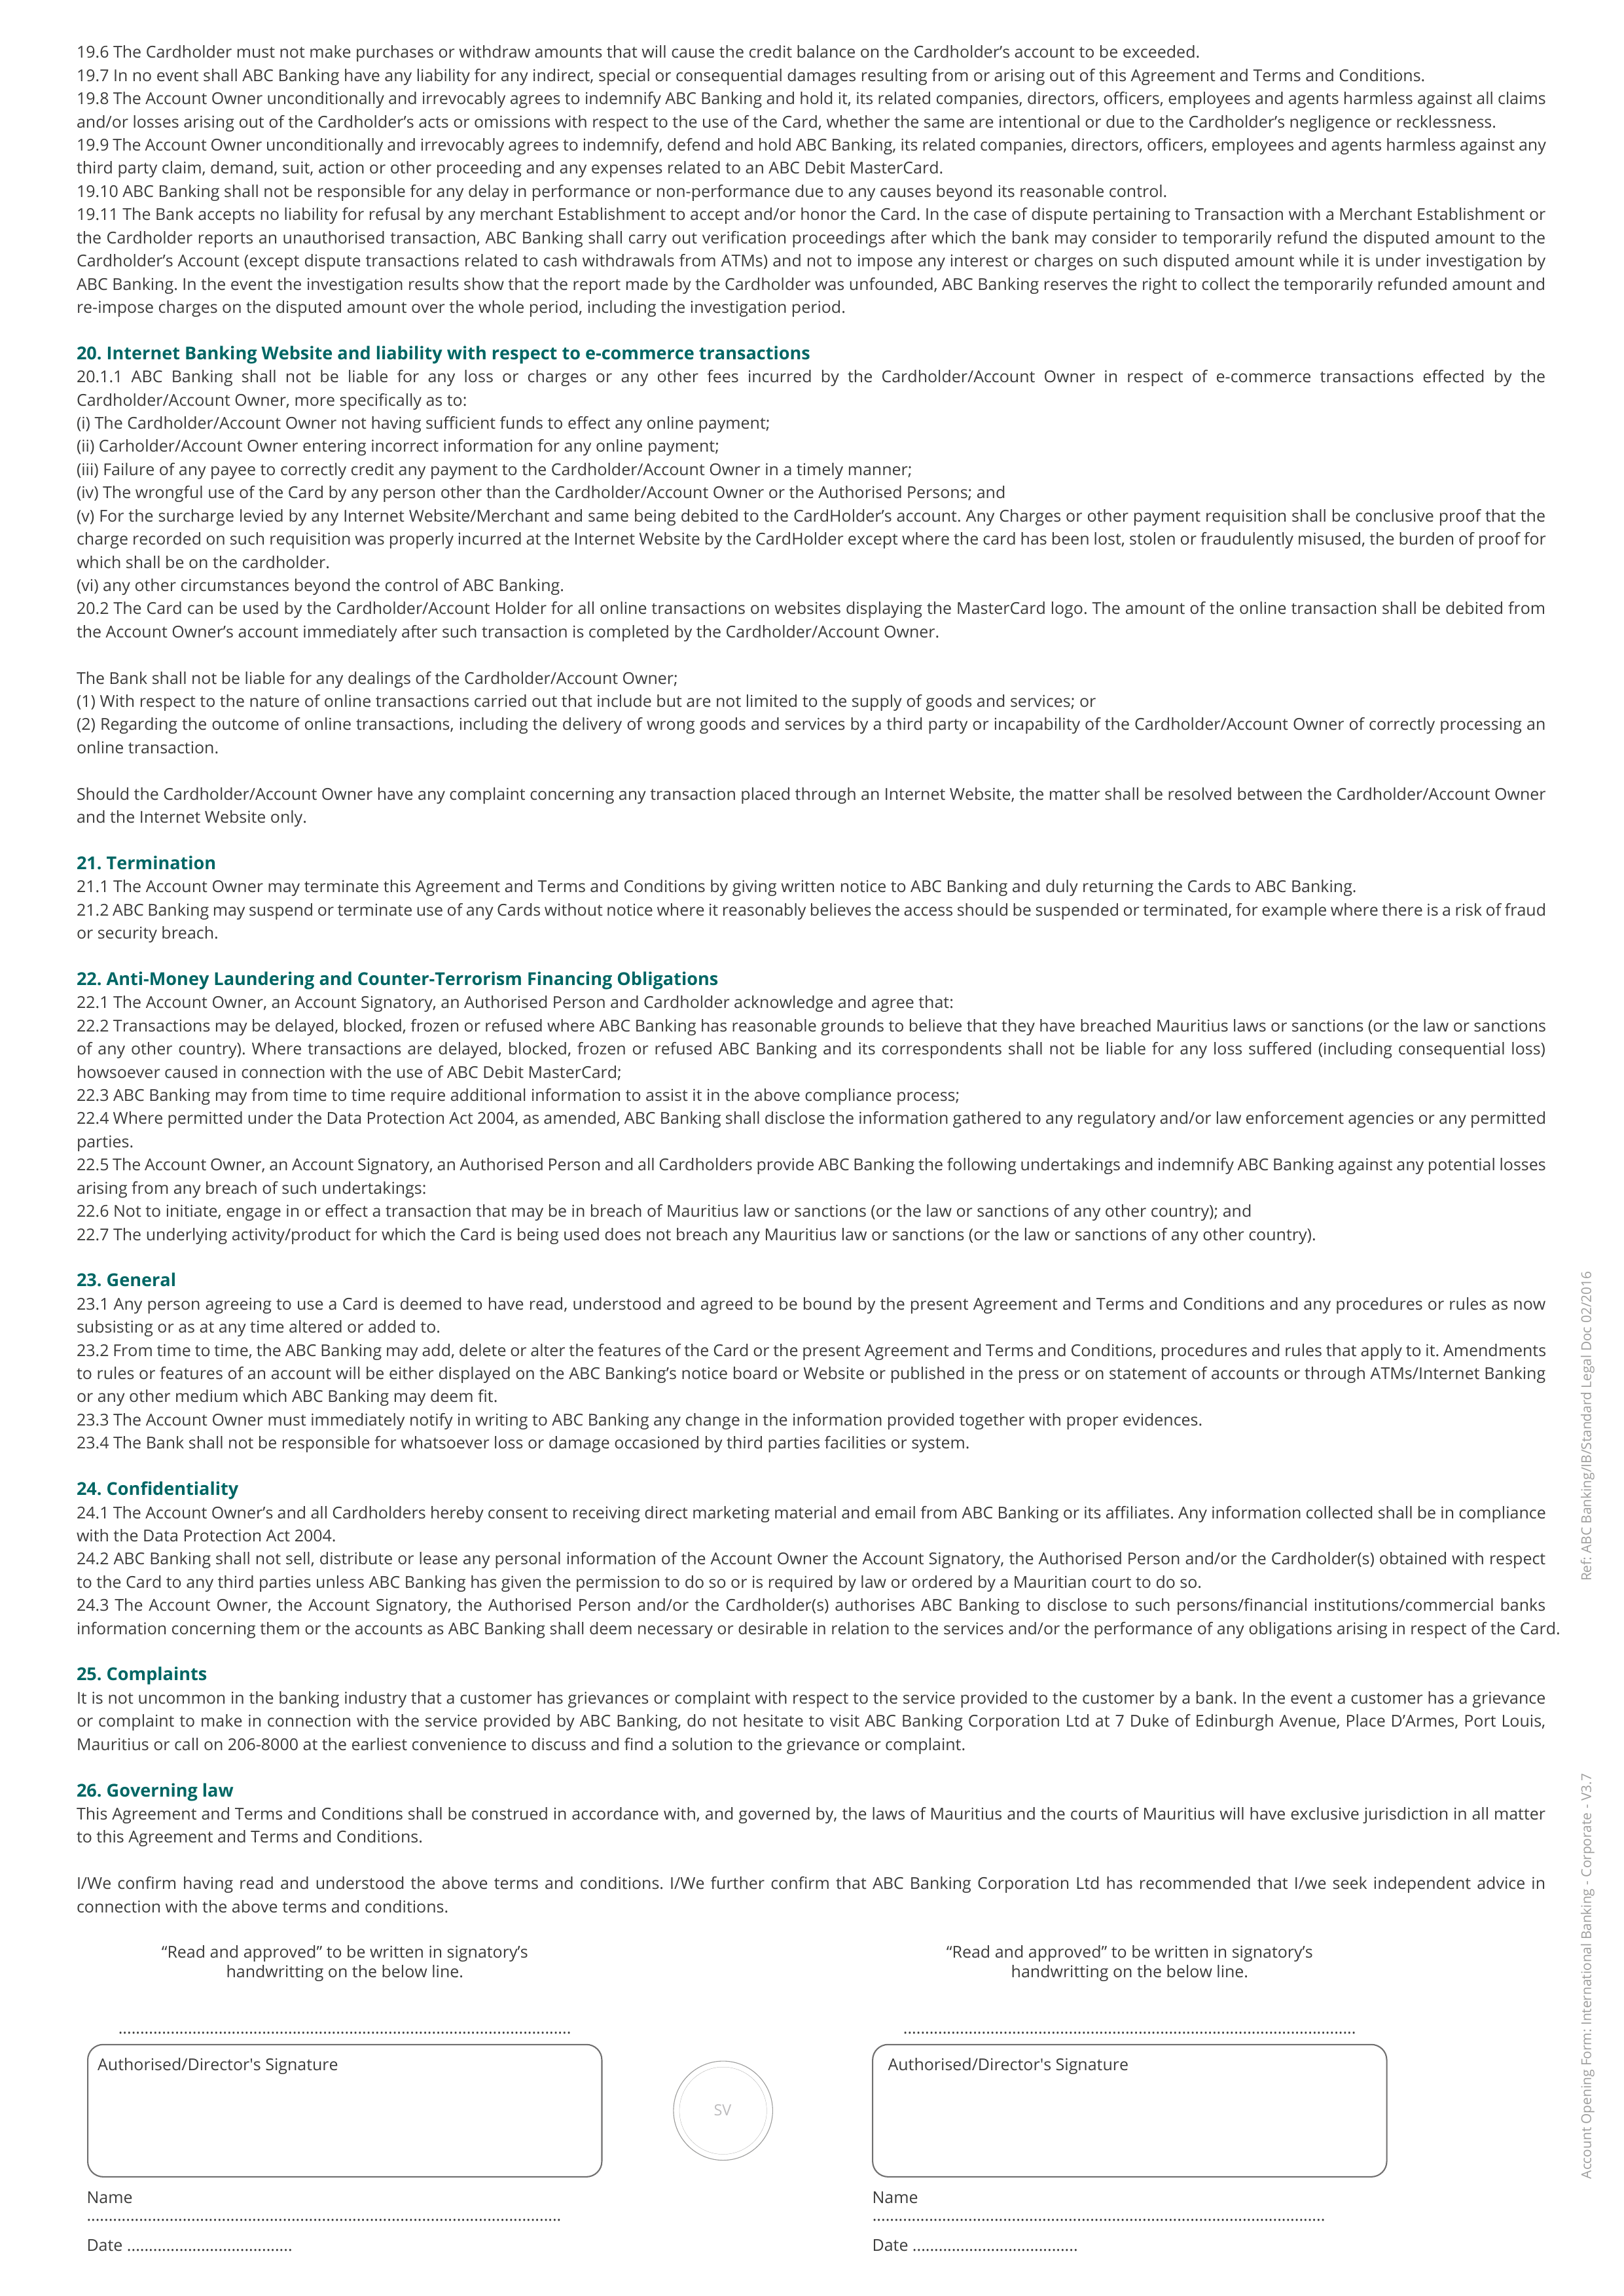 19.6 The Cardholder must not make purchases or withdraw amounts that will cause the credit balance on the Cardholder’s account to be exceeded.
19.7 In no event shall ABC Banking have any liability for any indirect, special or consequential damages resulting from or arising out of this Agreement and Terms and Conditions.
19.8 The Account Owner unconditionally and irrevocably agrees to indemnify ABC Banking and hold it, its related companies, directors, officers, employees and agents harmless against all claims
and/or losses arising out of the Cardholder’s acts or omissions with respect to the use of the Card, whether the same are intentional or due to the Cardholder’s negligence or recklessness.
19.9 The Account Owner unconditionally and irrevocably agrees to indemnify, defend and hold ABC Banking, its related companies, directors, officers, employees and agents harmless against any
third party claim, demand, suit, action or other proceeding and any expenses related to an ABC Debit MasterCard.
19.10 ABC Banking shall not be responsible for any delay in performance or non-performance due to any causes beyond its reasonable control.
19.11 The Bank accepts no liability for refusal by any merchant Establishment to accept and/or honor the Card. In the case of dispute pertaining to Transaction with a Merchant Establishment or
the Cardholder reports an unauthorised transaction, ABC Banking shall carry out verification proceedings after which the bank may consider to temporarily refund the disputed amount to the
Cardholder’s Account (except dispute transactions related to cash withdrawals from ATMs) and not to impose any interest or charges on such disputed amount while it is under investigation by
ABC Banking. In the event the investigation results show that the report made by the Cardholder was unfounded, ABC Banking reserves the right to collect the temporarily refunded amount and
re-impose charges on the disputed amount over the whole period, including the investigation period.
20. Internet Banking Website and liability with respect to e-commerce transactions
20.1.1 ABC Banking shall not be liable for any loss or charges or any other fees incurred by the Cardholder/Account Owner in respect of e-commerce transactions effected by the
Cardholder/Account Owner, more specifically as to:
(i) The Cardholder/Account Owner not having sufficient funds to effect any online payment;
(ii) Carholder/Account Owner entering incorrect information for any online payment;
(iii) Failure of any payee to correctly credit any payment to the Cardholder/Account Owner in a timely manner;
(iv) The wrongful use of the Card by any person other than the Cardholder/Account Owner or the Authorised Persons; and
(v) For the surcharge levied by any Internet Website/Merchant and same being debited to the CardHolder’s account. Any Charges or other payment requisition shall be conclusive proof that the
charge recorded on such requisition was properly incurred at the Internet Website by the CardHolder except where the card has been lost, stolen or fraudulently misused, the burden of proof for
which shall be on the cardholder.
(vi) any other circumstances beyond the control of ABC Banking.
20.2 The Card can be used by the Cardholder/Account Holder for all online transactions on websites displaying the MasterCard logo. The amount of the online transaction shall be debited from
the Account Owner’s account immediately after such transaction is completed by the Cardholder/Account Owner.
The Bank shall not be liable for any dealings of the Cardholder/Account Owner;
(1) With respect to the nature of online transactions carried out that include but are not limited to the supply of goods and services; or
(2) Regarding the outcome of online transactions, including the delivery of wrong goods and services by a third party or incapability of the Cardholder/Account Owner of correctly processing an
online transaction.
Should the Cardholder/Account Owner have any complaint concerning any transaction placed through an Internet Website, the matter shall be resolved between the Cardholder/Account Owner
and the Internet Website only.
21. Termination
21.1 The Account Owner may terminate this Agreement and Terms and Conditions by giving written notice to ABC Banking and duly returning the Cards to ABC Banking.
21.2 ABC Banking may suspend or terminate use of any Cards without notice where it reasonably believes the access should be suspended or terminated, for example where there is a risk of fraud
or security breach.
22. Anti-Money Laundering and Counter-Terrorism Financing Obligations
22.1 The Account Owner, an Account Signatory, an Authorised Person and Cardholder acknowledge and agree that:
22.2 Transactions may be delayed, blocked, frozen or refused where ABC Banking has reasonable grounds to believe that they have breached Mauritius laws or sanctions (or the law or sanctions
of any other country). Where transactions are delayed, blocked, frozen or refused ABC Banking and its correspondents shall not be liable for any loss suffered (including consequential loss)
howsoever caused in connection with the use of ABC Debit MasterCard;
22.3 ABC Banking may from time to time require additional information to assist it in the above compliance process;
22.4 Where permitted under the Data Protection Act 2004, as amended, ABC Banking shall disclose the information gathered to any regulatory and/or law enforcement agencies or any permitted
parties.
22.5 The Account Owner, an Account Signatory, an Authorised Person and all Cardholders provide ABC Banking the following undertakings and indemnify ABC Banking against any potential losses
arising from any breach of such undertakings:
22.6 Not to initiate, engage in or effect a transaction that may be in breach of Mauritius law or sanctions (or the law or sanctions of any other country); and
22.7 The underlying activity/product for which the Card is being used does not breach any Mauritius law or sanctions (or the law or sanctions of any other country).
23. General
23.1 Any person agreeing to use a Card is deemed to have read, understood and agreed to be bound by the present Agreement and Terms and Conditions and any procedures or rules as now
subsisting or as at any time altered or added to.
23.2 From time to time, the ABC Banking may add, delete or alter the features of the Card or the present Agreement and Terms and Conditions, procedures and rules that apply to it. Amendments
to rules or features of an account will be either displayed on the ABC Banking’s notice board or Website or published in the press or on statement of accounts or through ATMs/Internet Banking
or any other medium which ABC Banking may deem fit.
23.3 The Account Owner must immediately notify in writing to ABC Banking any change in the information provided together with proper evidences.
23.4 The Bank shall not be responsible for whatsoever loss or damage occasioned by third parties facilities or system.
24. Confidentiality
24.1 The Account Owner’s and all Cardholders hereby consent to receiving direct marketing material and email from ABC Banking or its affiliates. Any information collected shall be in compliance
with the Data Protection Act 2004.
24.2 ABC Banking shall not sell, distribute or lease any personal information of the Account Owner the Account Signatory, the Authorised Person and/or the Cardholder(s) obtained with respect
to the Card to any third parties unless ABC Banking has given the permission to do so or is required by law or ordered by a Mauritian court to do so.
24.3 The Account Owner, the Account Signatory, the Authorised Person and/or the Cardholder(s) authorises ABC Banking to disclose to such persons/financial institutions/commercial banks
information concerning them or the accounts as ABC Banking shall deem necessary or desirable in relation to the services and/or the performance of any obligations arising in respect of the Card.
25. Complaints
It is not uncommon in the banking industry that a customer has grievances or complaint with respect to the service provided to the customer by a bank. In the event a customer has a grievance
or complaint to make in connection with the service provided by ABC Banking, do not hesitate to visit ABC Banking Corporation Ltd at 7 Duke of Edinburgh Avenue, Place D’Armes, Port Louis,
Mauritius or call on 206-8000 at the earliest convenience to discuss and find a solution to the grievance or complaint.
26. Governing law
This Agreement and Terms and Conditions shall be construed in accordance with, and governed by, the laws of Mauritius and the courts of Mauritius will have exclusive jurisdiction in all matter
to this Agreement and Terms and Conditions.
I/We confirm having read and understood the above terms and conditions. I/We further confirm that ABC Banking Corporation Ltd has recommended that I/we seek independent advice in
connection with the above terms and conditions.
“Read and approved” to be written in signatory’s
handwritting on the below line.
Authorised/Director's Signature
Name
Date
SV
“Read and approved” to be written in signatory’s
handwritting on the below line.
Authorised/Director's Signature
Name
Date
Ref: ABC Banking/IB/Standard Legal Doc 02/2016
Account Opening Form: International Banking - Corporate - V3.7